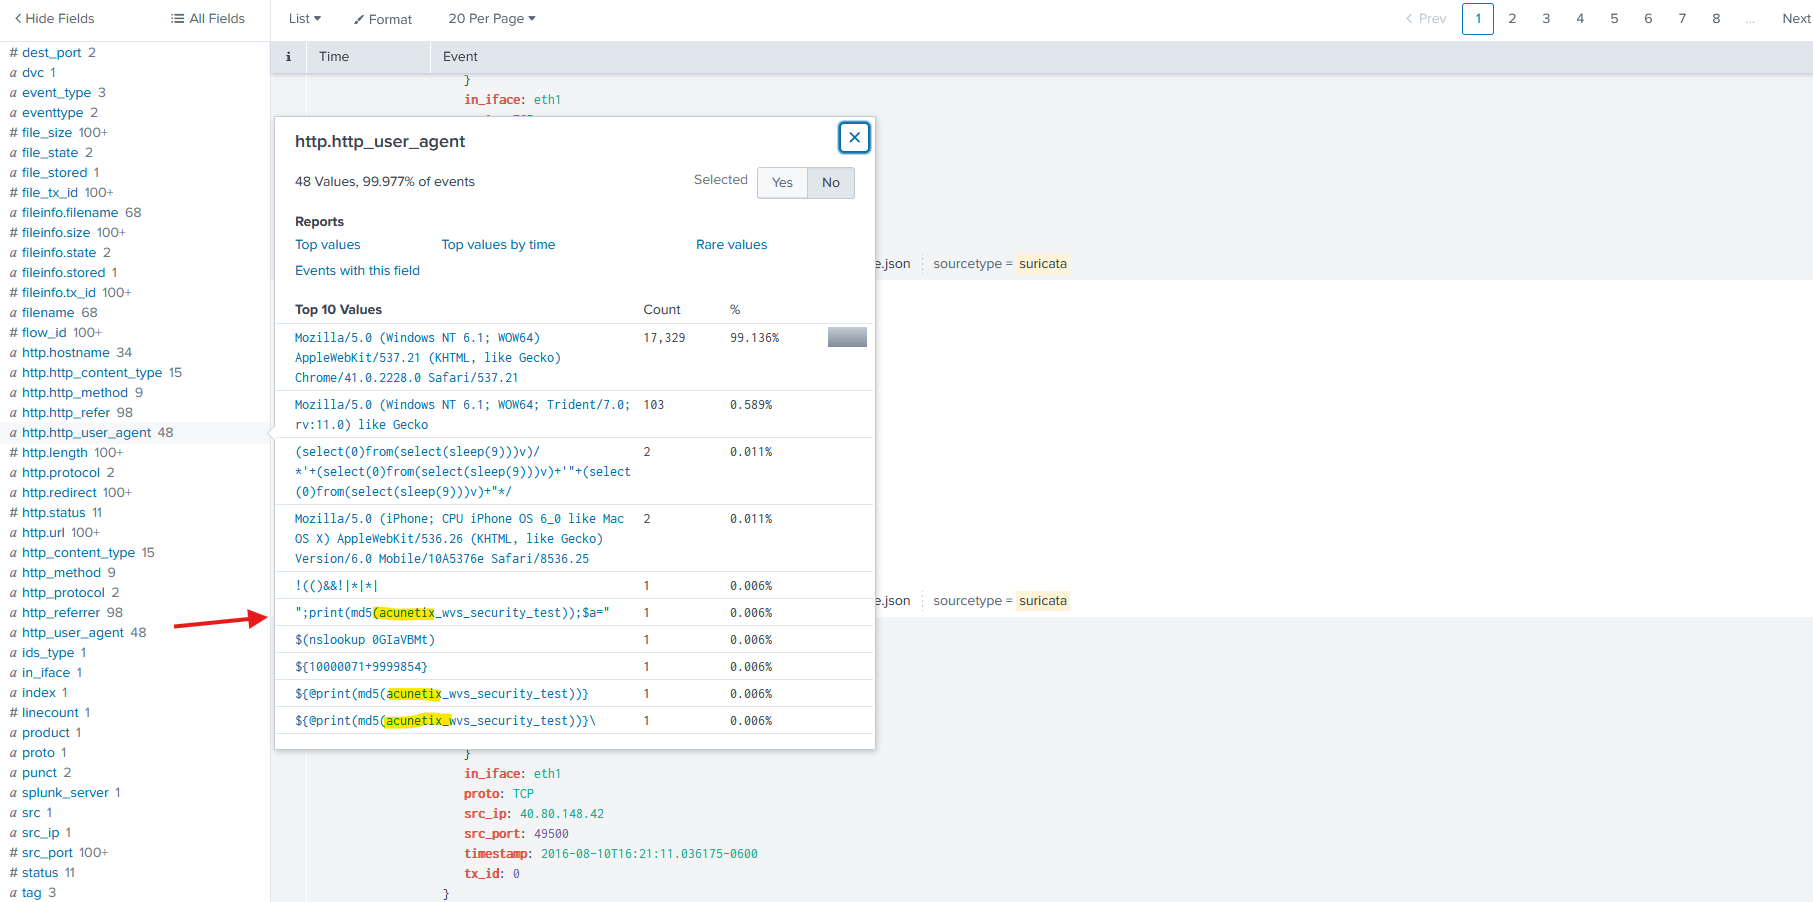 Hide Fields
All Fields
List
Format
20 Per Page
Prev
1
2
3
4
5
6
7
8
...
Next
# dest_port 2
a dvc 1
a event_type 3
a eventtype 2
# file_size 100+
a file_state 2
a file_stored 1
# file_tx_id 100+
a fileinfo.filename 68
# fileinfo.size 100+
a fileinfo.state 2
a fileinfo.stored 1
# fileinfo.tx_id 100+
a filename 68
# flow_id 100+
a http.hostname 34
a http.http_content_type 15
a http.http_method 9
a http.http_refer 98
a http.http_user_agent 48
# http.length 100+
a http.protocol 2
a http.redirect 100+
# http.status 11
a http.url 100+
a http_content_type 15
a http_method 9
a http_protocol 2
a http_referrer 98
a http_user_agent 48
a ids_type 1
a in_iface 1
a index 1
# linecount 1
a product 1
a proto 1
a punct 2
a splunk_server 1
a src 1
a src_ip 1
# src_port 100+
# status 11
a tag 3
i
Time
Event
}
in_iface: eth1
http.http_user_agent
48 Values, 99.977% of events
Selected
Yes
No
Reports
Top values
Top values by time
Rare values
Events with this field
Top 10 Values
Count
%
Mozilla/5.0 (Windows NT 6.1; WOW64)
AppleWebKit/537.21 (KHTML, like Gecko)
Chrome/41.0.2228.0 Safari/537.21
17,329
99.136%
Mozilla/5.0 (Windows NT 6.1; WOW64; Trident/7.0;
rv:11.0) like Gecko
103
0.589%
(select(0)from(select(sleep(9)))v)/
*'+(select(0)from(select(sleep(9)))v)+'"+(select
(0)from(select(sleep(9)))v)+"*/
2
0.011%
Mozilla/5.0 (iPhone; CPU iPhone OS 6_0 like Mac
OS X) AppleWebKit/536.26 (KHTML, like Gecko)
Version/6.0 Mobile/10A5376e Safari/8536.25
2
0.011%
!(()&&!|*|*|
1
0.006%
";print(md5(acunetix_wvs_security_test));$a="
1
0.006%
$(nslookup 0GIaVBMt)
1
0.006%
${10000071+9999854}
1
0.006%
${@print(md5(acunetix_wvs_security_test))}
1
0.006%
${@print(md5(acunetix_wvs_security_test))}\
1
0.006%
e.json
sourcetype = suricata
e.json
sourcetype = suricata
}
in_iface: eth1
proto: TCP
src_ip: 40.80.148.42
src_port: 49500
timestamp: 2016-08-10T16:21:11.036175-0600
tx_id: 0
}